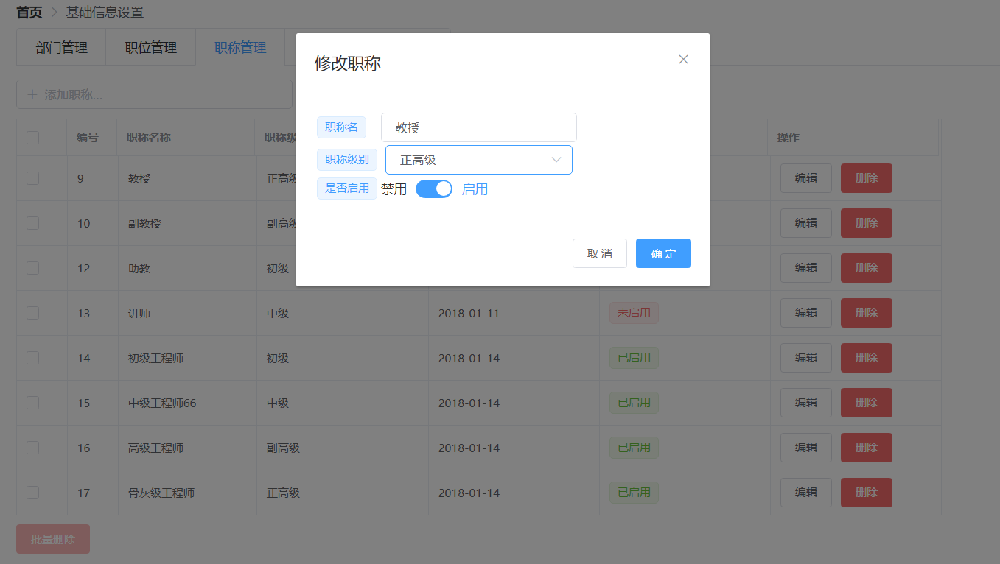 首页 > 基础信息设置
部门管理 职位管理 职称管理
添加职称...
修改职称
职称名 教授
职称级别 正高级
是否启用 禁用 启用
取 消 确 定
编号 职称名称 职称级 操作
9 教授 正高级 编辑 删除
10 副教授 副高级 编辑 删除
12 助教 初级 编辑 删除
13 讲师 中级 2018-01-11 未启用 编辑 删除
14 初级工程师 初级 2018-01-14 已启用 编辑 删除
15 中级工程师66 中级 2018-01-14 已启用 编辑 删除
16 高级工程师 副高级 2018-01-14 已启用 编辑 删除
17 骨灰级工程师 正高级 2018-01-14 已启用 编辑 删除
批量删除